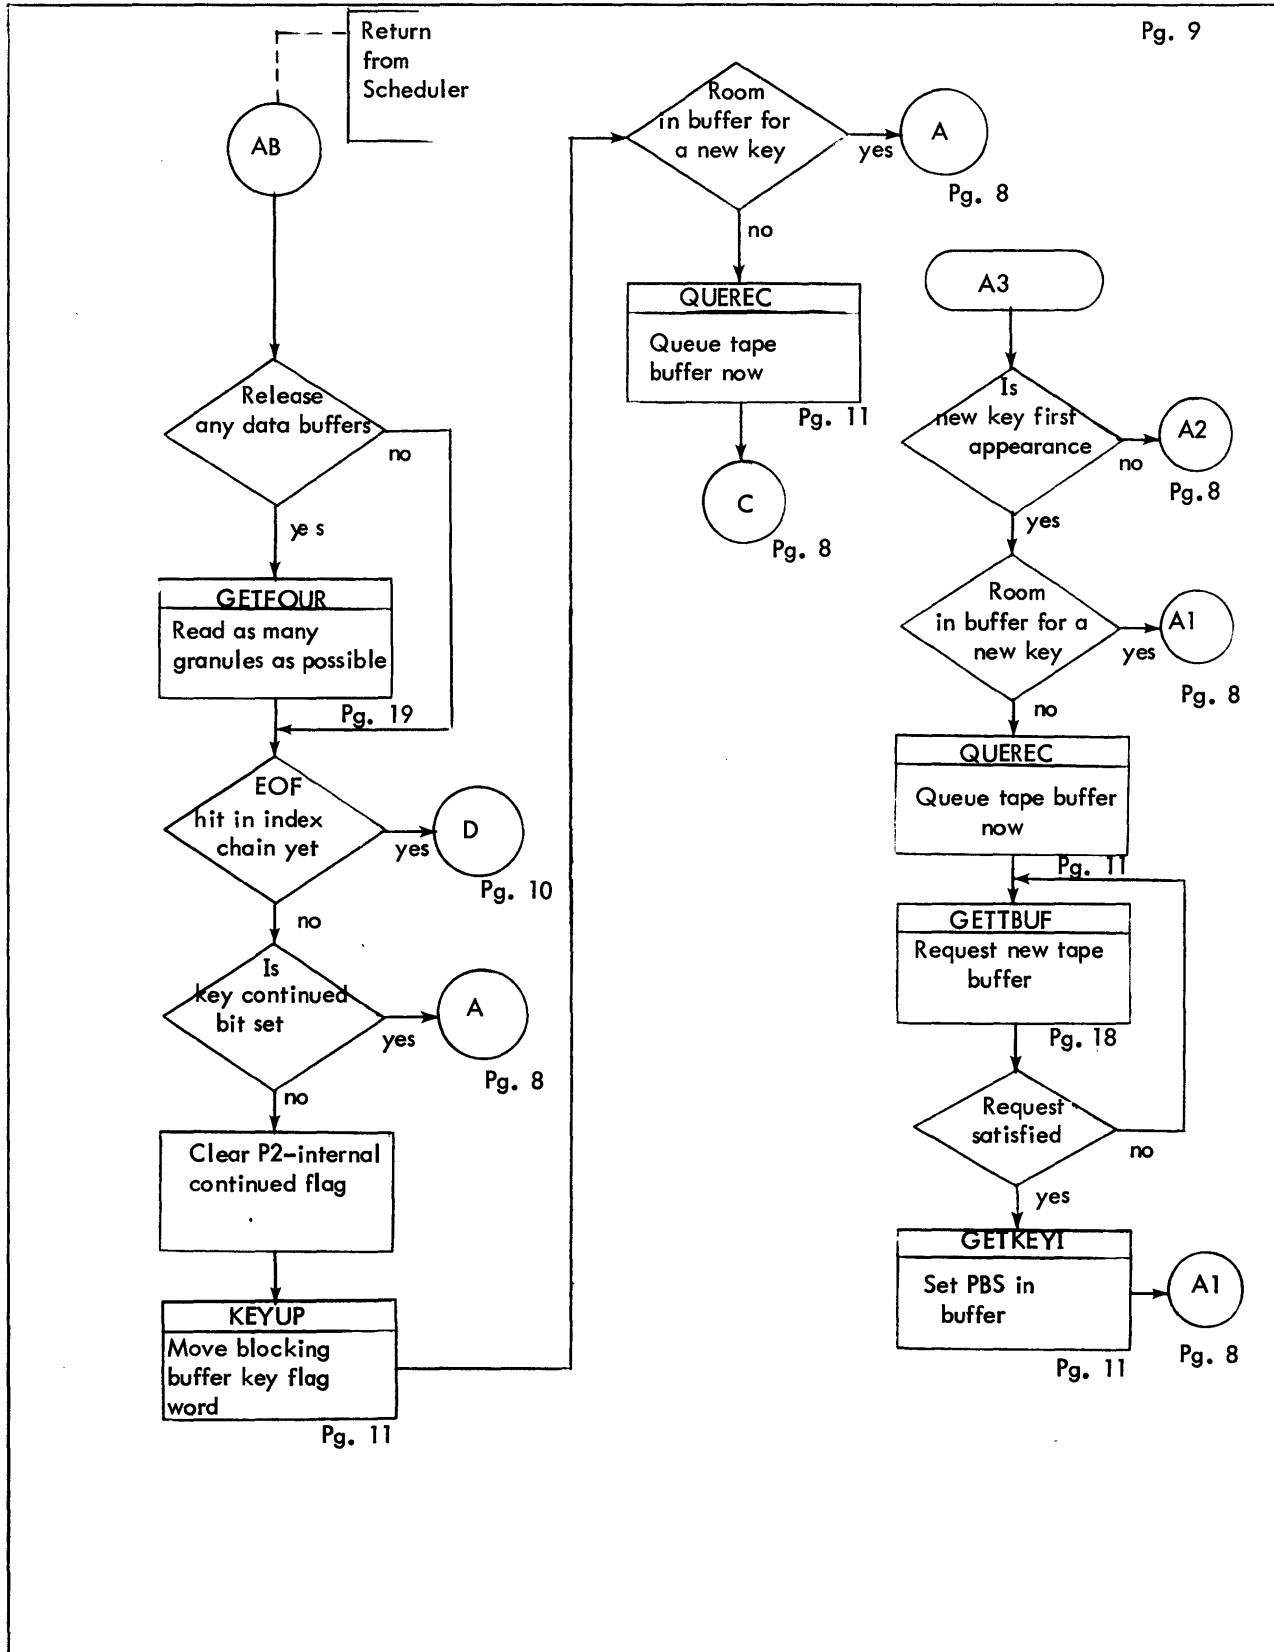 Pg. 9
Return
from
Scheduler
AB
Release
any data buffers
no
yes
GETFOUR
Read as many
granules as possible
Pg. 19
EOF
hit in index
chain yet
yes
D
Pg. 10
no
Is
key continued
bit set
yes
A
Pg. 8
no
Clear P2-internal
continued flag
KEYUP
Move blocking
buffer key flag
word
Pg. 11
Room
in buffer for
a new key
yes
A
Pg. 8
no
QUEREC
Queue tape
buffer now
Pg. 11
C
Pg. 8
A3
Is
new key first
appearance
no
A2
Pg. 8
yes
Room
in buffer for a
new key
yes
A1
Pg. 8
no
QUEREC
Queue tape buffer
now
Pg. 11
GETTBUF
Request new tape
buffer
Pg. 18
Request
satisfied
no
yes
GETKEYI
Set PBS in
buffer
Pg. 11
A1
Pg. 8